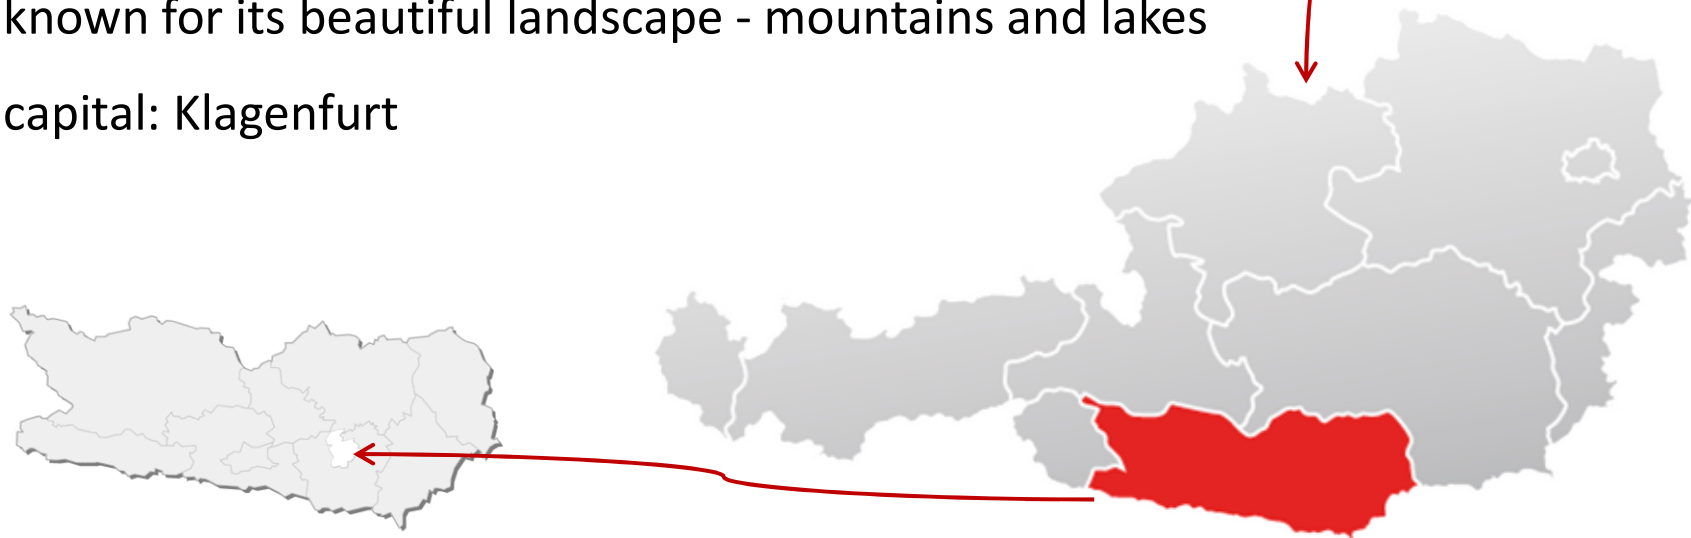 known for its beautiful landscape - mountains and lakes
capital: Klagenfurt